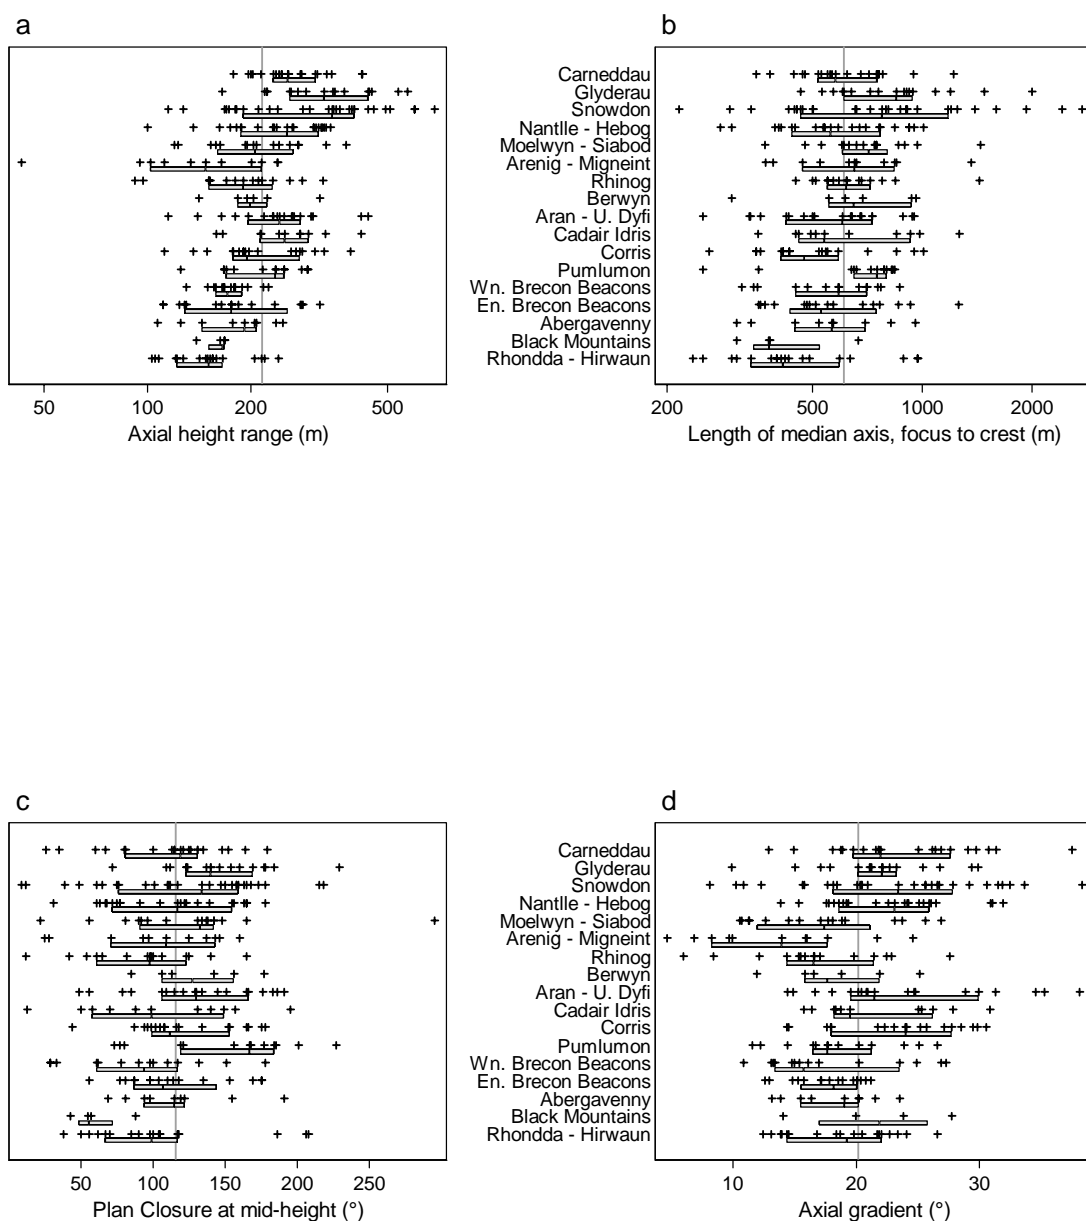 a
b
Carneddau
Glyderau
Snowdon
Nantlle - Hebog
Moelwyn - Siabod
Arenig - Migneint
Rhinog
Berwyn
Aran - U. Dyfi
Cadair Idris
Corris
Pumlumon
Wn. Brecon Beacons
En. Brecon Beacons
Abergavenny
Black Mountains
Rhondda - Hirwaun
50 100 200 500
200 500 1000 2000
Axial height range (m)
Length of median axis, focus to crest (m)
c
d
Carneddau
Glyderau
Snowdon
Nantlle - Hebog
Moelwyn - Siabod
Arenig - Migneint
Rhinog
Berwyn
Aran - U. Dyfi
Cadair Idris
Corris
Pumlumon
Wn. Brecon Beacons
En. Brecon Beacons
Abergavenny
Black Mountains
Rhondda - Hirwaun
50 100 150 200 250
10 20 30
Plan Closure at mid-height (°)
Axial gradient (°)